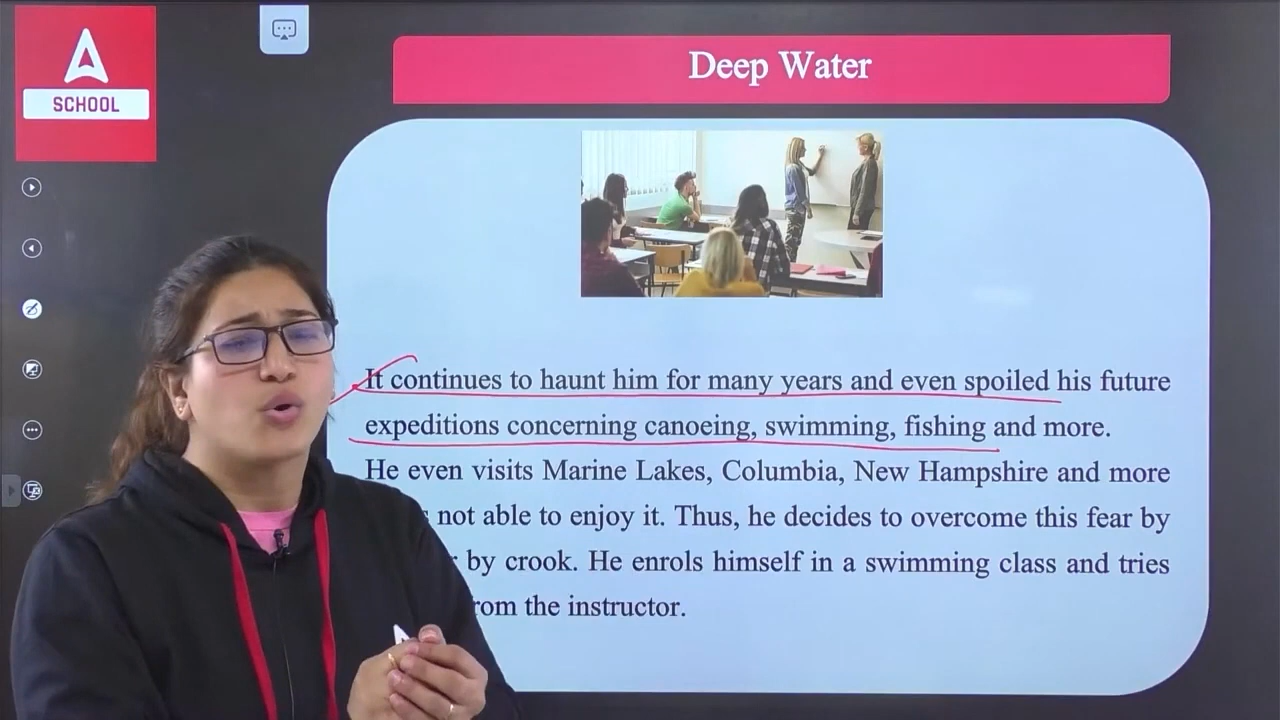 SCHOOL
Deep Water
It continues to haunt him for many years and even spoiled his future
expeditions concerning canoeing, swimming, fishing and more.
He even visits Marine Lakes, Columbia, New Hampshire and more
not able to enjoy it. Thus, he decides to overcome this fear by
by crook. He enrols himself in a swimming class and tries
from the instructor.